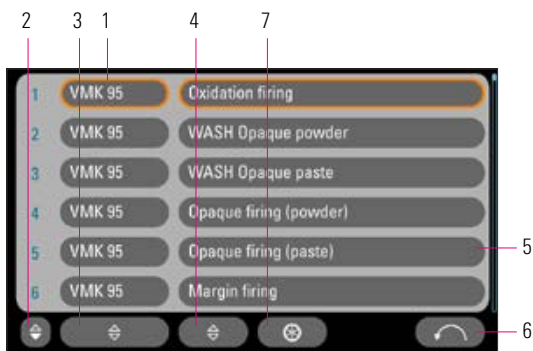 2 3 1 4 7
1 VMK 95 Oxidation firing
2 VMK 95 WASH Opaque powder
3 VMK 95 WASH Opaque paste
4 VMK 95 Opaque firing (powder)
5 VMK 95 Opaque firing (paste) 5
6 VMK 95 Margin firing
6